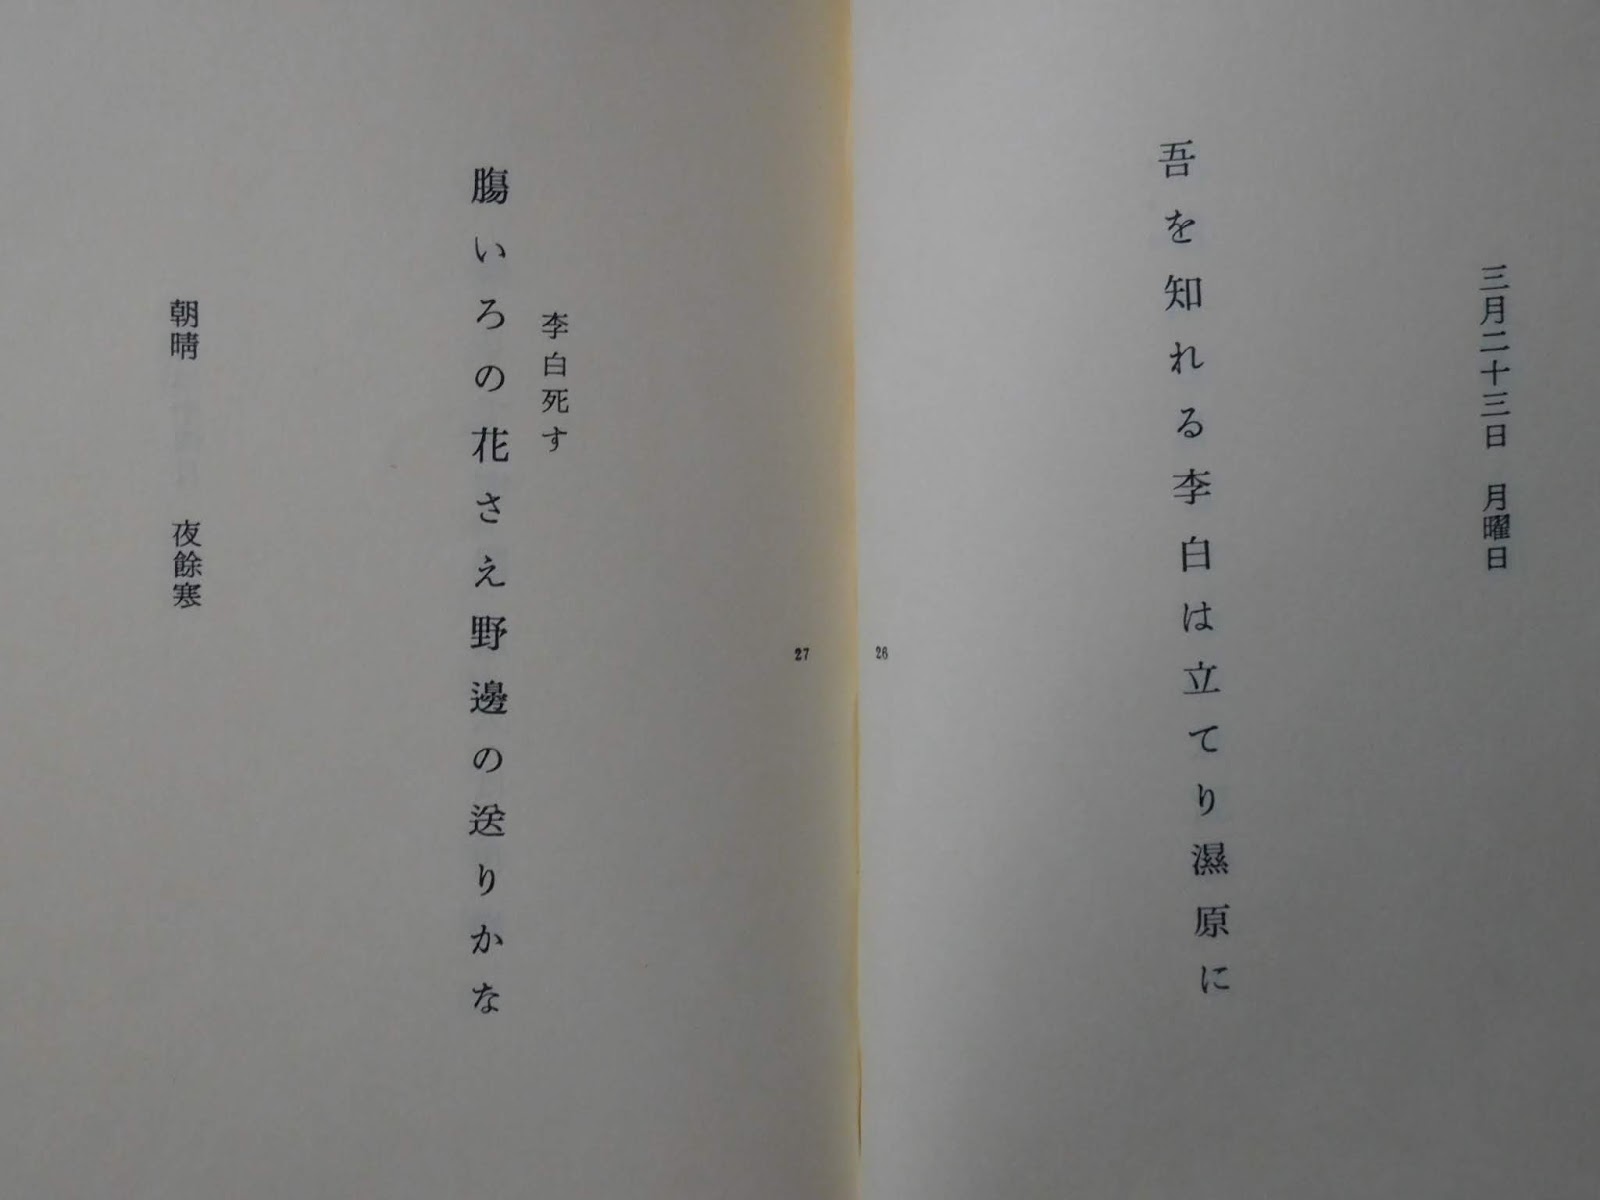 三月二十三日　月曜日
吾を知れる李白は立てり濕原に
26
27
李白死す
腸いろの花さえ野邊の送りかな
朝晴　夜餘寒